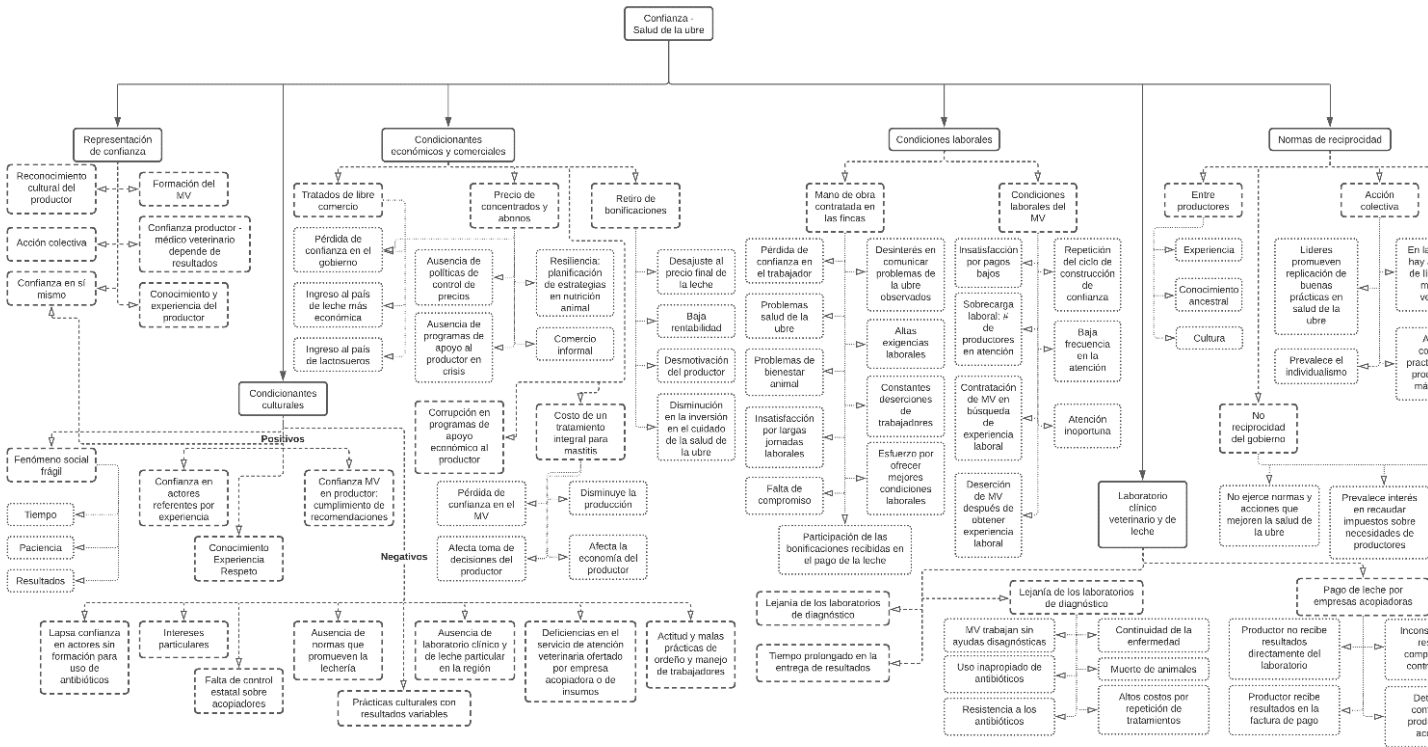 Confianza -
Salud de la ubre
Representación
de confianza
Condicionantes
económicos y comerciales
Condiciones laborales
Normas de reciprocidad
Reconocimiento
cultural del
productor
Formación del
MV
Acción colectiva
Confianza productor -
médico veterinario
depende de
resultados
Confianza en sí
mismo
Conocimiento y
experiencia del
productor
Tratados de libre
comercio
Pérdida de
confianza en el
gobierno
Ingreso al país
de leche más
económica
Ingreso al país
de lactosueros
Precio de
concentrados y
abonos
Ausencia de
políticas de
control de
precios
Resiliencia:
planificación
de estrategias
en nutrición
animal
Ausencia de
programas de
apoyo al
productor en
crisis
Comercio
informal
Retiro de
bonificaciones
Desajuste al
precio final de
la leche
Baja
rentabilidad
Desmotivación
del productor
Disminución
en la inversión
en el cuidado
de la salud de
la ubre
Corrupción en
programas de
apoyo
económico al
productor
Costo de un
tratamiento
integral para
mastitis
Pérdida de
confianza en el
MV
Disminuye la
producción
Afecta toma de
decisiones del
productor
Afecta la
economía del
productor
Condicionantes
culturales
Positivos
Fenómeno social
frágil
Tiempo
Paciencia
Resultados
Confianza en
actores
referentes por
experiencia
Confianza MV
en productor:
cumplimiento de
recomendaciones
Conocimiento
Experiencia
Respeto
Negativos
Lapsa confianza
en actores sin
formación para
uso de
antibióticos
Intereses
particulares
Falta de control
estatal sobre
acopiadores
Ausencia de
normas que
promueven la
lechería
Prácticas culturales con
resultados variables
Ausencia de
laboratorio clínico y
de leche particular
en la región
Deficiencias en el
servicio de atención
veterinaria ofertado
por empresa
acopiadora o de
insumos
Actitud y malas
prácticas de
ordeño y manejo
de trabajadores
Mano de obra
contratada en
las fincas
Pérdida de
confianza en
el trabajador
Desinterés en
comunicar
problemas de
la ubre
observados
Problemas
salud de la
ubre
Altas
exigencias
laborales
Problemas de
bienestar
animal
Constantes
deserciones de
trabajadores
Insatisfacción
por largas
jornadas
laborales
Esfuerzo por
ofrecer
mejores
condiciones
laborales
Falta de
compromiso
Participación de las
bonificaciones recibidas en
el pago de la leche
Condiciones
laborales del
MV
Insatisfacción
por pagos
bajos
Repetición
del ciclo de
construcción
de
confianza
Sobrecarga
laboral: #
de
productores
en atención
Baja
frecuencia
en la
atención
Contratación
de MV en
búsqueda
de
experiencia
laboral
Atención
inoportuna
Deserción
de MV
después de
obtener
experiencia
laboral
Laboratorio
clínico
veterinario y de
leche
Lejanía de los laboratorios
de diagnóstico
Tiempo prolongado en la
entrega de resultados
Lejanía de los laboratorios
de diagnóstico
MV trabajan sin
ayudas disagnósticas
Continuidad de la
enfermedad
Uso inapropiado de
antibióticos
Muerte de animales
Resistencia a los
antibióticos
Altos costos por
repetición de
tratamientos
Pago de leche por
empresas acopiadoras
Productor no recibe
resultados
directamente del
laboratorio
Productor recibe
resultados en la
factura de pago
Entre
productores
Experiencia
Conocimiento
ancestral
Cultura
Acción
colectiva
Lideres
promueven
replicación de
buenas
prácticas en
salud de la
ubre
En la
hay
de
Prevalece el
individualismo
No
reciprocidad
del gobierno
No ejerce normas y
acciones que
mejoren la salud de
la ubre
Prevalece interés
en recaudar
impuestos sobre
necesidades de
productores